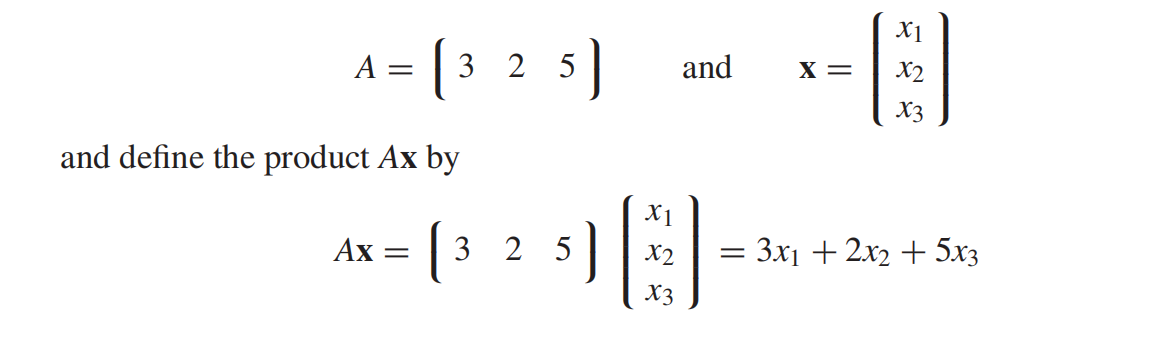 A = ( 3 2 5 ) and x = ( x₁ x₂ x₃ )
and define the product Ax by
Ax = ( 3 2 5 ) ( x₁ x₂ x₃ ) = 3x₁ + 2x₂ + 5x₃